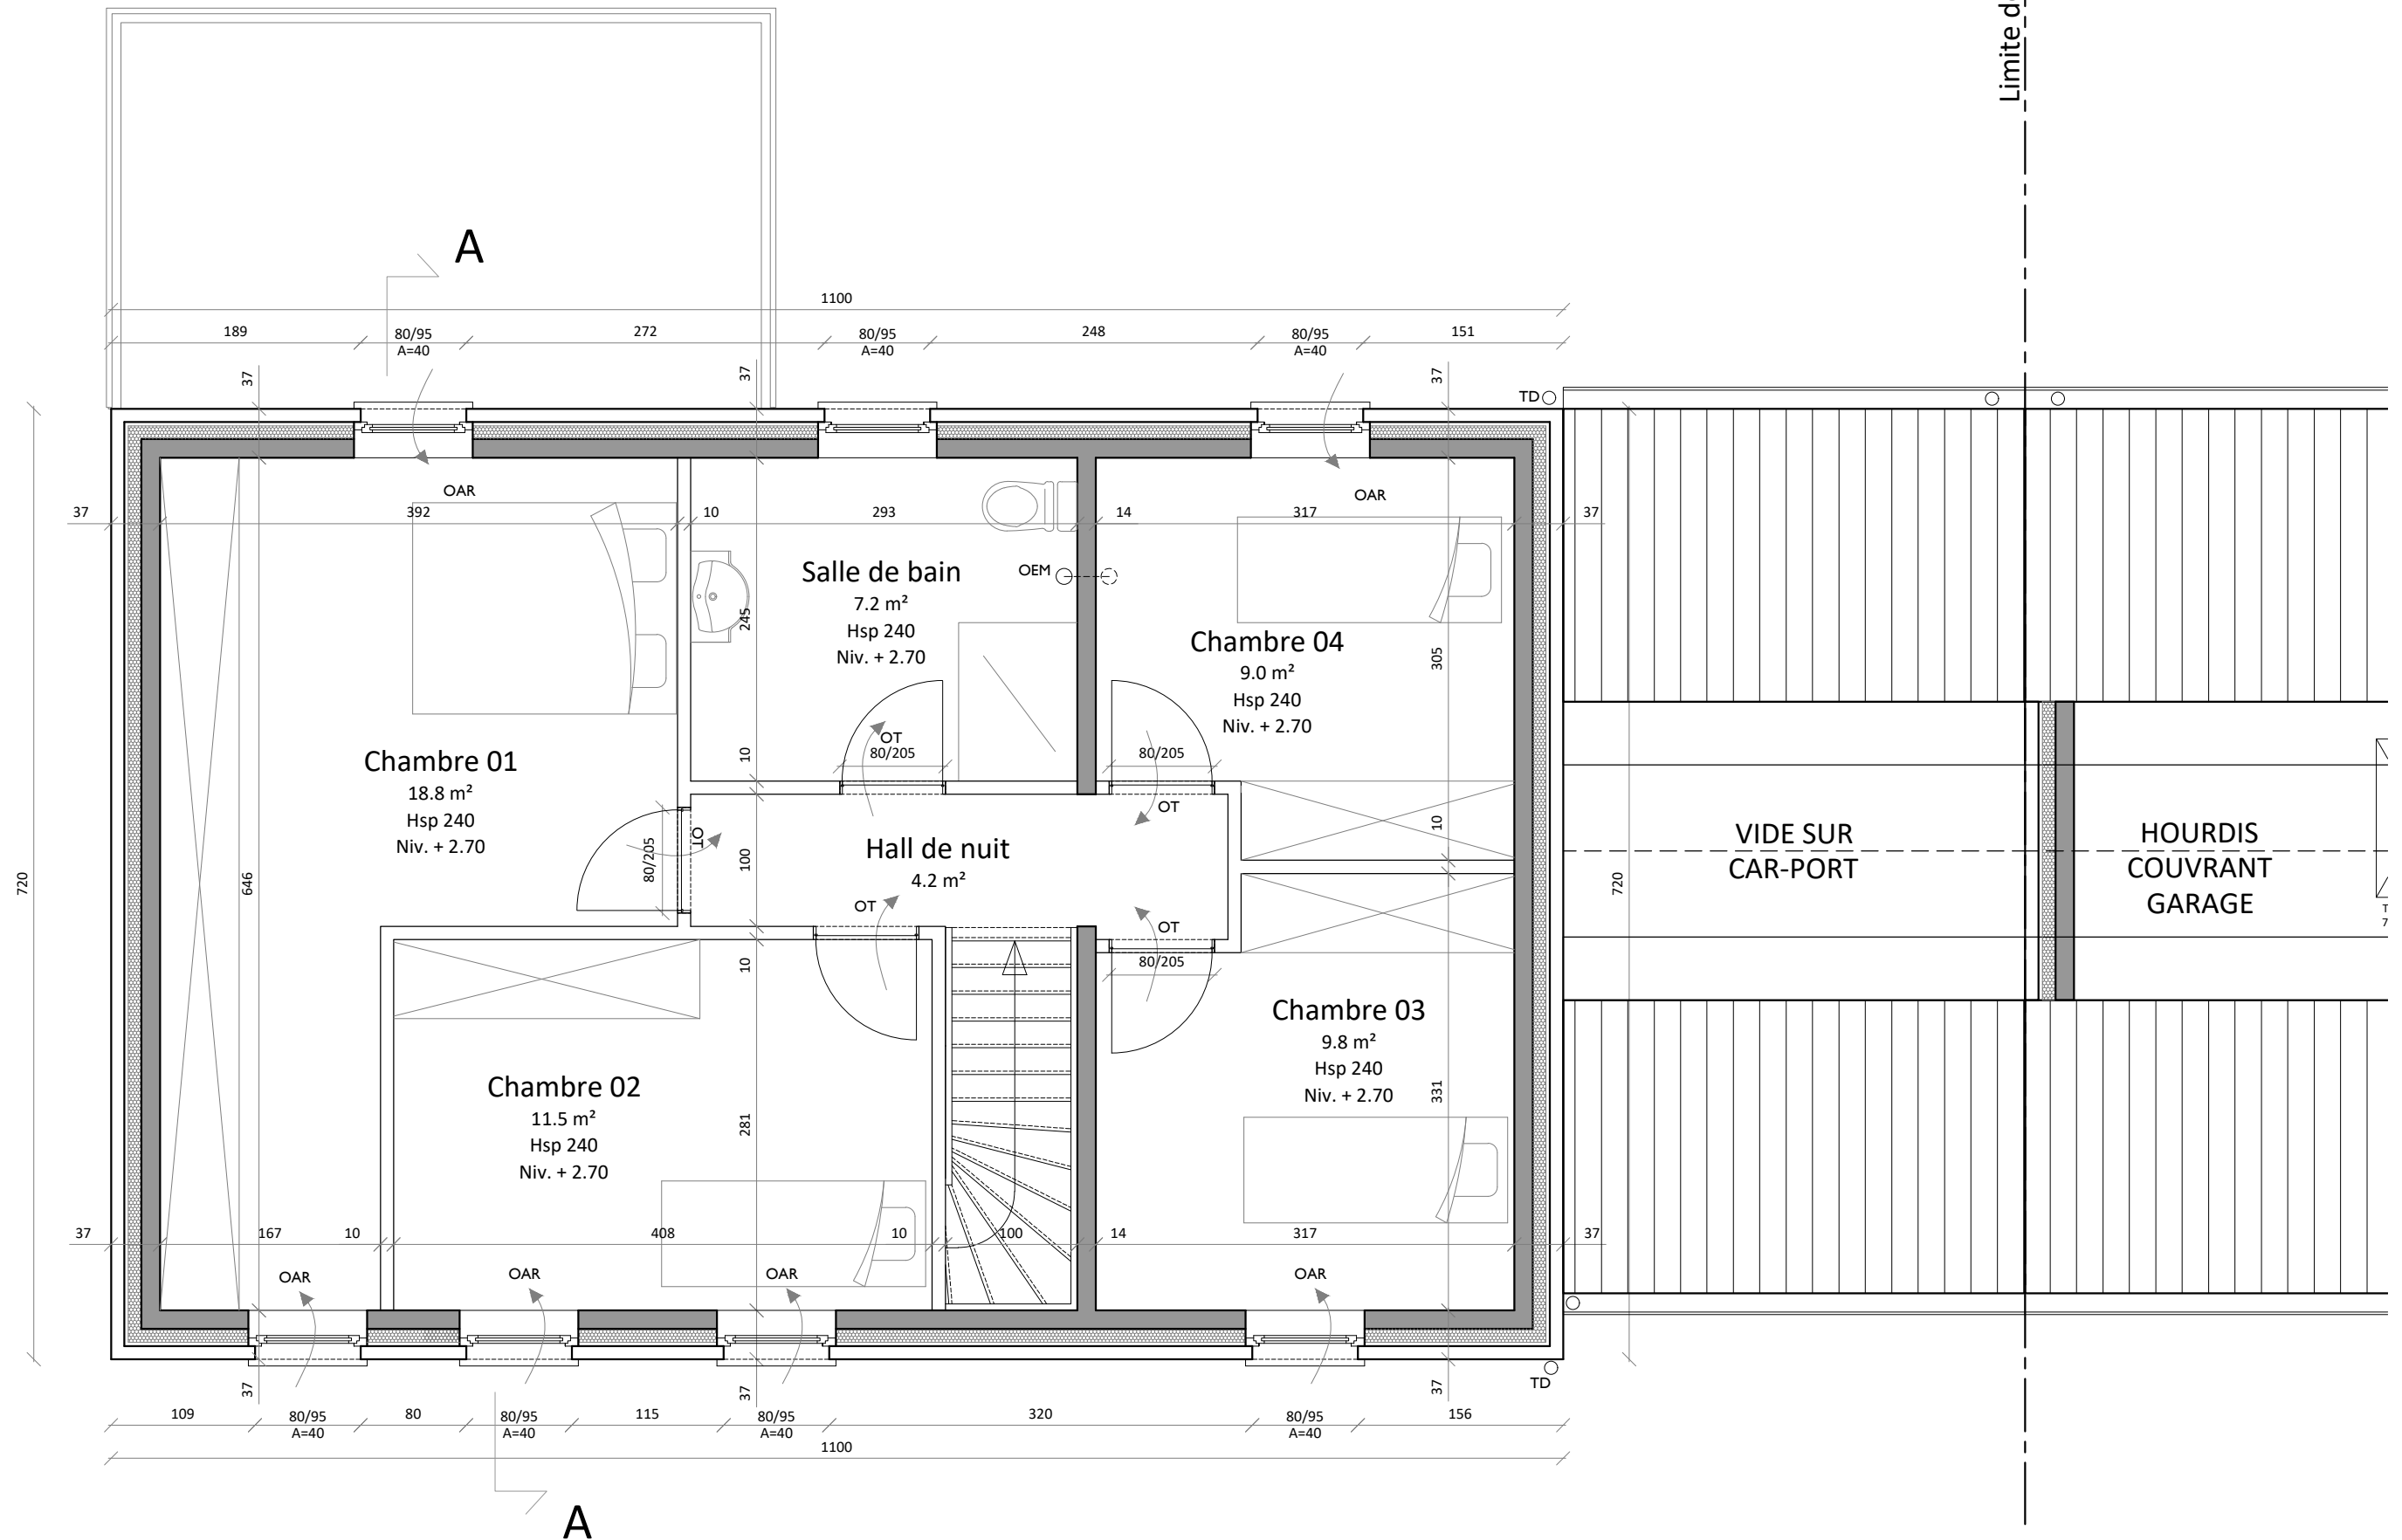 Limite d
A
1100
189
80/95
A=40
272
80/95
A=40
248
80/95
A=40
151
37
37
37
TD
OAR
OAR
37
392
10
293
14
317
37
Salle de bain
7.2 m²
Hsp 240
Niv. + 2.70
OEM
245
Chambre 04
9.0 m²
Hsp 240
Niv. + 2.70
305
OT
80/205
80/205
10
Chambre 01
18.8 m²
Hsp 240
Niv. + 2.70
OT
OT
80/205
100
10
Hall de nuit
4.2 m²
VIDE SUR
CAR-PORT
HOURDIS
COUVRANT
GARAGE
720
646
720
OT
OT
T
7
10
80/205
Chambre 03
9.8 m²
Hsp 240
Niv. + 2.70
331
Chambre 02
11.5 m²
Hsp 240
Niv. + 2.70
281
37
167
10
408
10
100
14
317
37
OAR
OAR
OAR
OAR
37
37
37
TD
109
80/95
A=40
80
80/95
A=40
115
80/95
A=40
320
80/95
A=40
156
1100
A